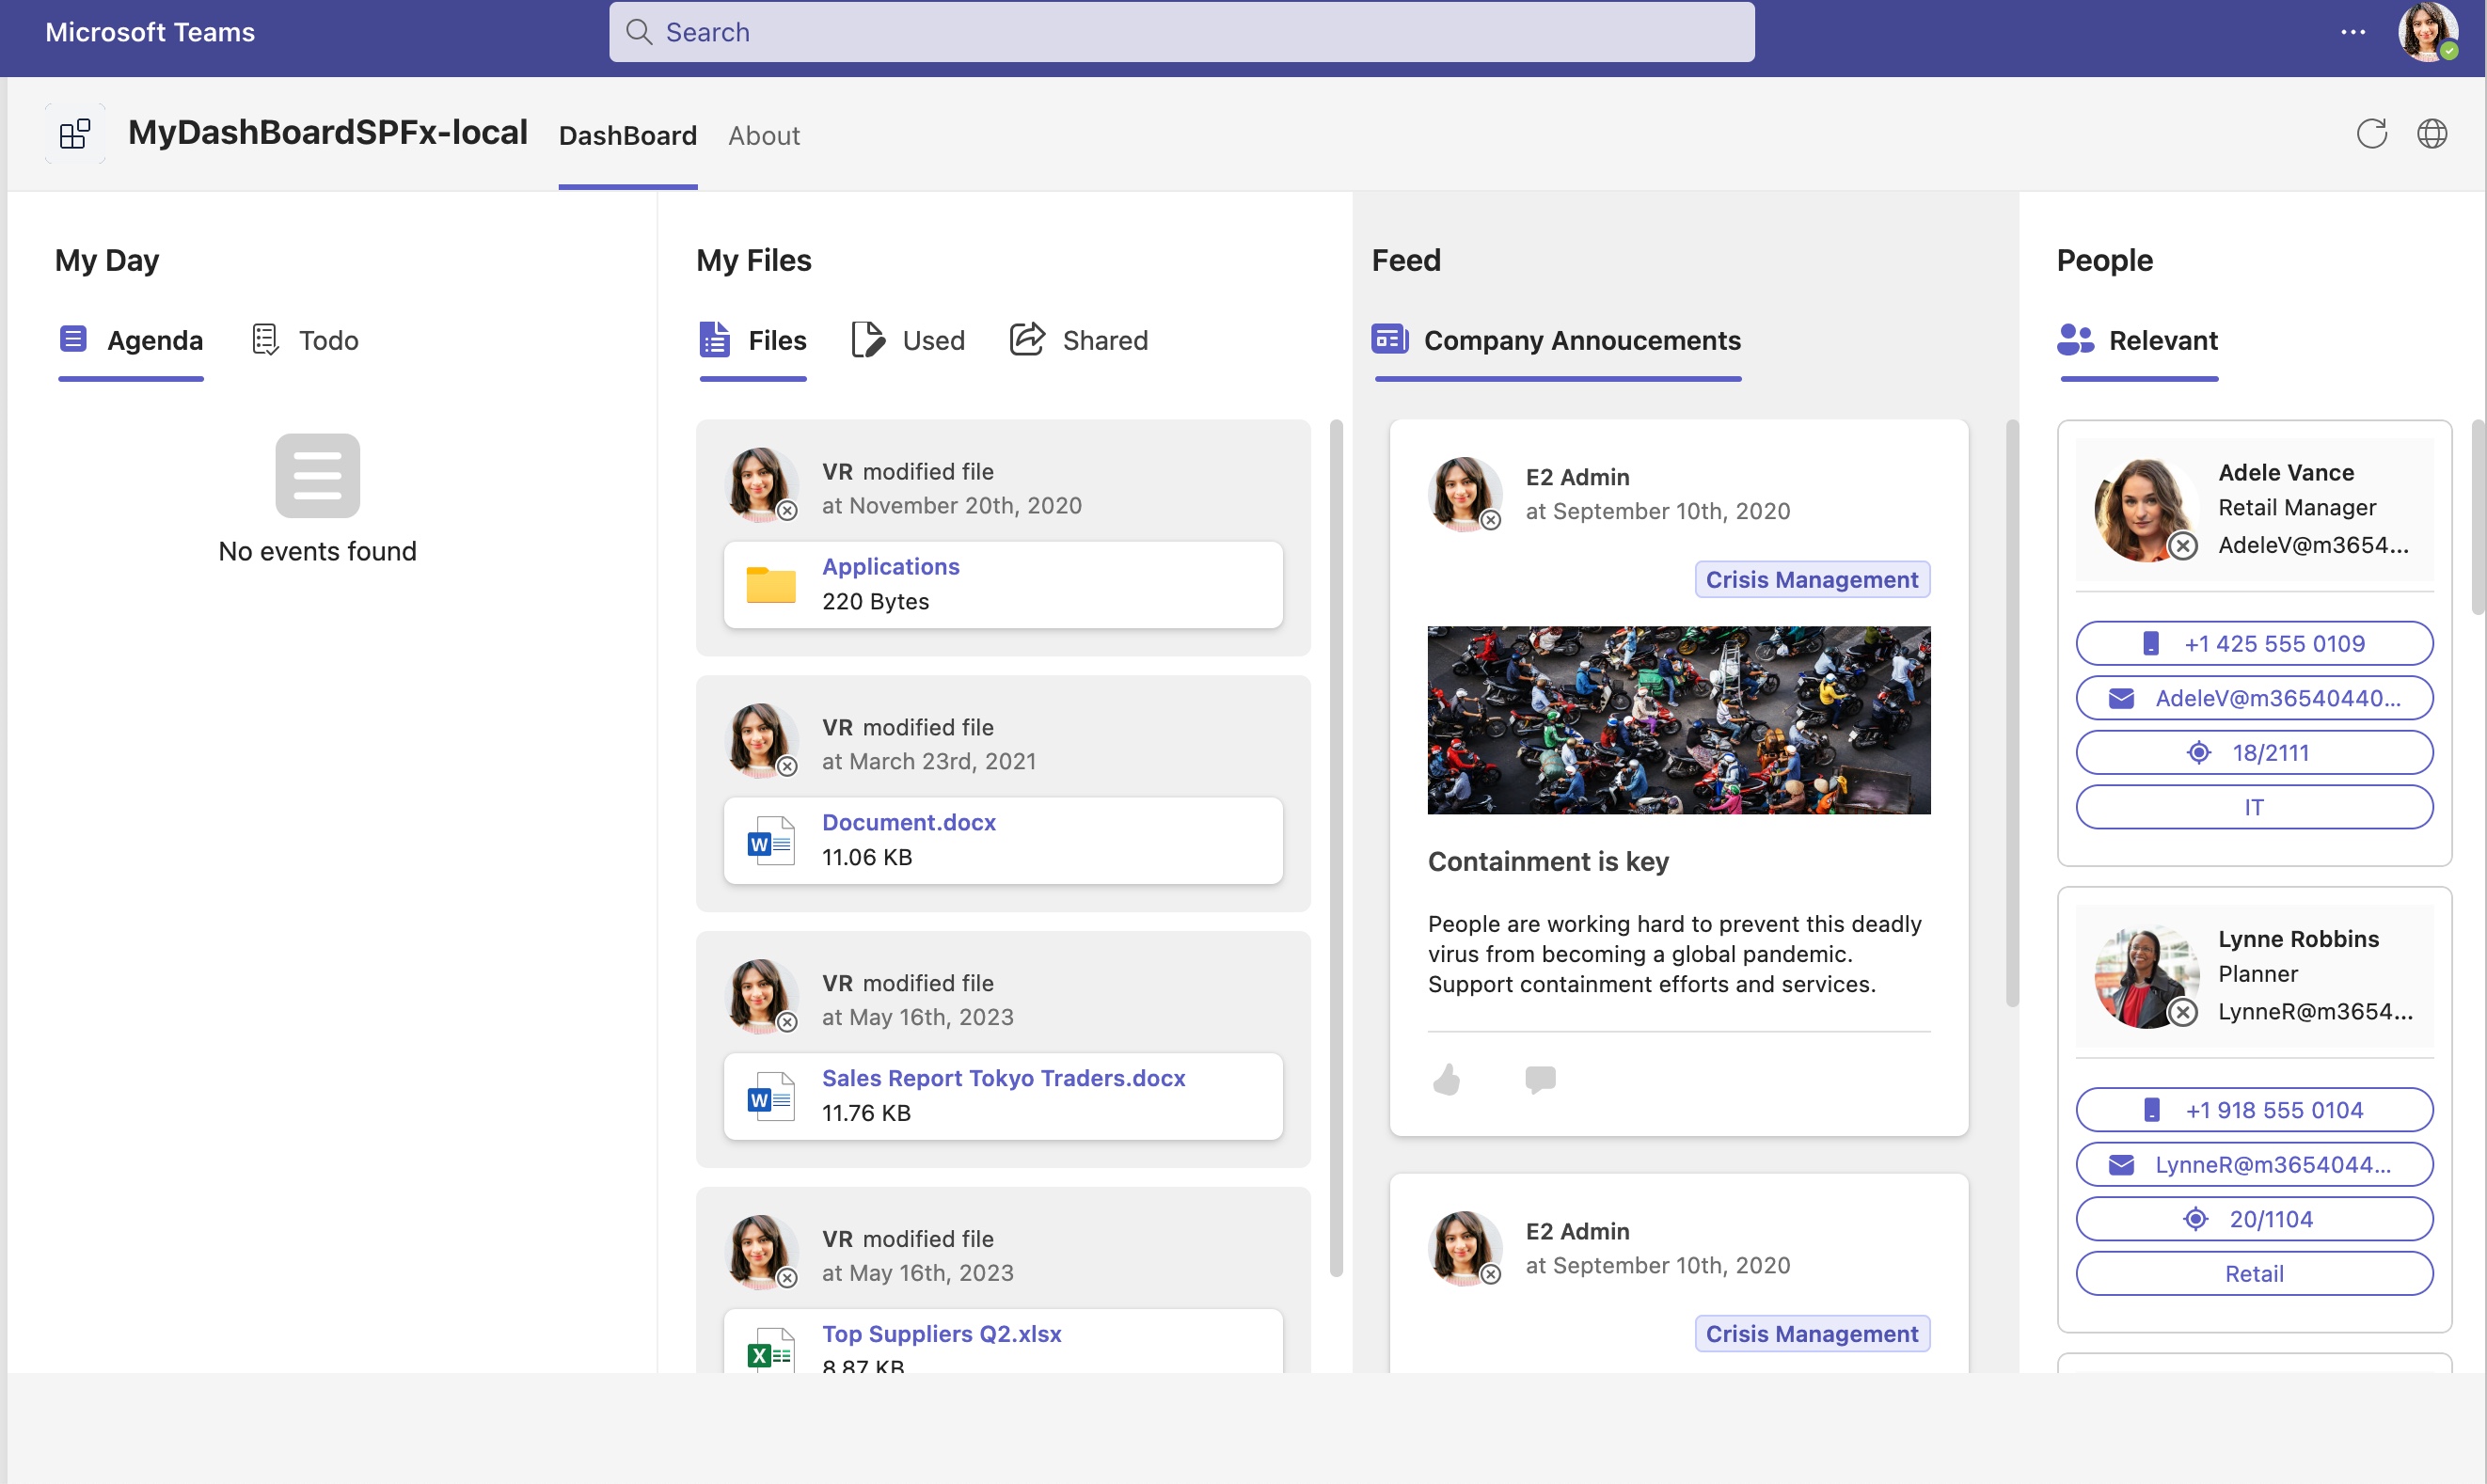 Microsoft Teams
Search
MyDashBoardSPFx-local
DashBoard
About
My Day
Agenda
Todo
No events found
My Files
Files
Used
Shared
VR modified file
at November 20th, 2020
Applications
220 Bytes
VR modified file
at March 23rd, 2021
Document.docx
11.06 KB
VR modified file
at May 16th, 2023
Sales Report Tokyo Traders.docx
11.76 KB
VR modified file
at May 16th, 2023
Top Suppliers Q2.xlsx
8.87 KB
Feed
Company Annoucements
E2 Admin
at September 10th, 2020
Crisis Management
Containment is key
People are working hard to prevent this deadly
virus from becoming a global pandemic.
Support containment efforts and services.
E2 Admin
at September 10th, 2020
Crisis Management
People
Relevant
Adele Vance
Retail Manager
AdeleV@m3654...
+1 425 555 0109
AdeleV@m36540440...
18/2111
IT
Lynne Robbins
Planner
LynneR@m3654...
+1 918 555 0104
LynneR@m3654044...
20/1104
Retail